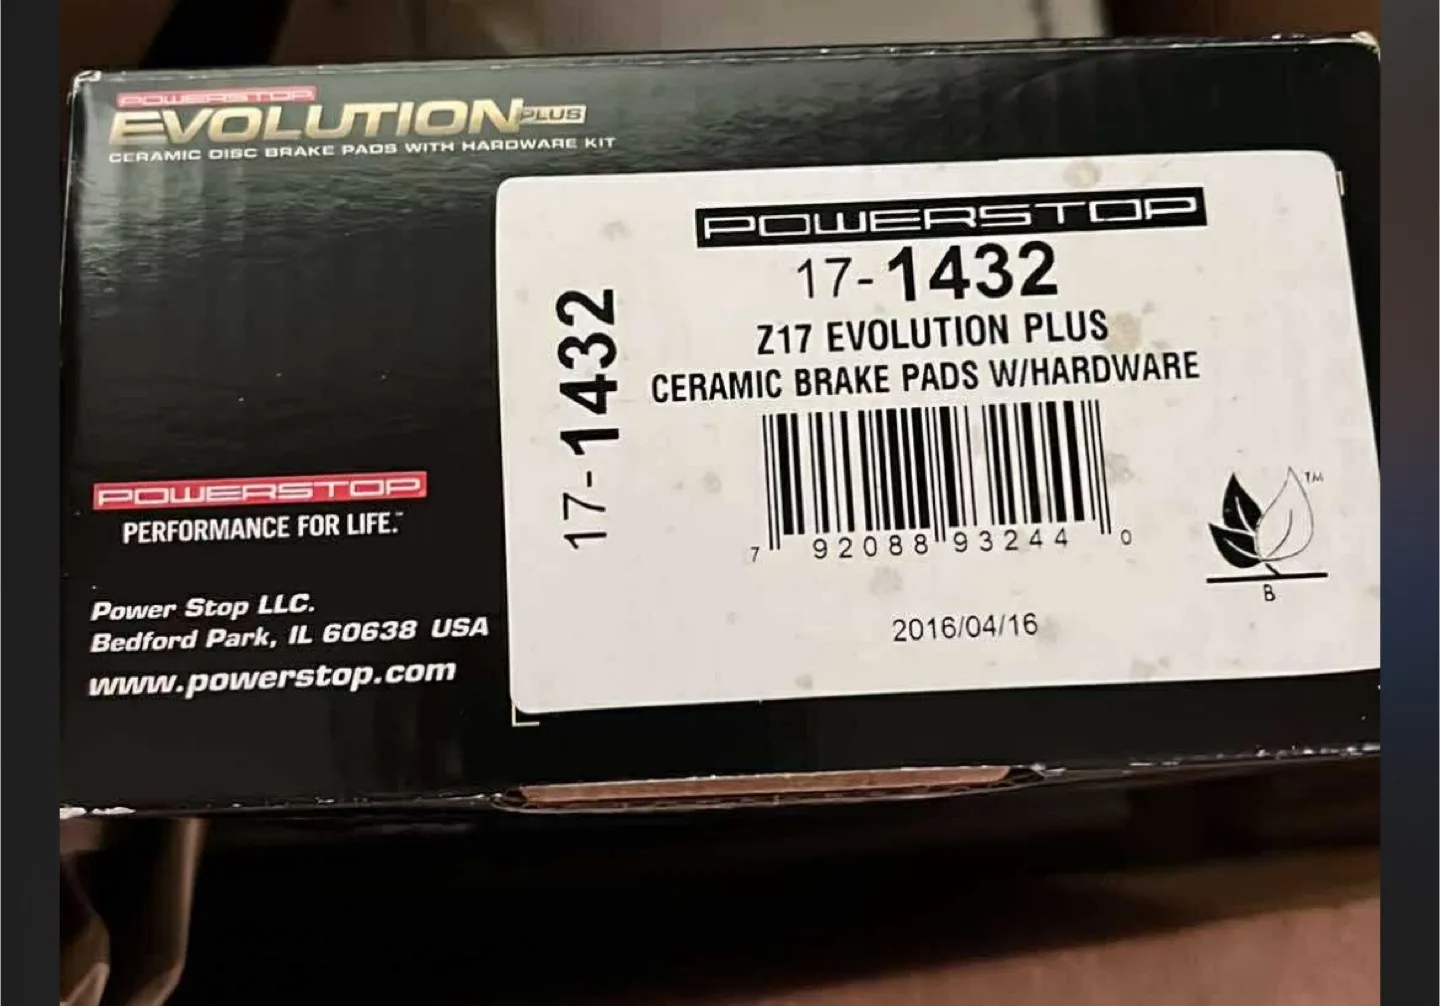 POWERSTOP
EVOLUTION PLUS
CERAMIC DISC BRAKE PADS WITH HARDWARE KIT
POWERSTOP
PERFORMANCE FOR LIFE.™
Power Stop LLC.
Bedford Park, IL 60638 USA
www.powerstop.com
17-1432
POWERSTOP
17-1432
Z17 EVOLUTION PLUS
CERAMIC BRAKE PADS W/HARDWARE
7 92088 93244 0
2016/04/16
TM
B